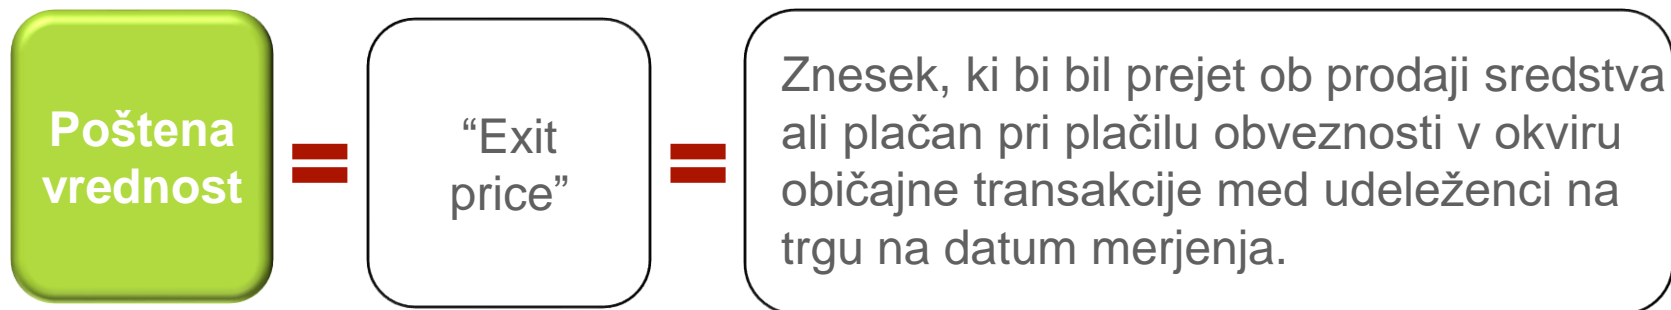 Poštena
vrednost
=
“Exit
price”
=
Znesek, ki bi bil prejet ob prodaji sredstva
ali plačan pri plačilu obveznosti v okviru
običajne transakcije med udeleženci na
trgu na datum merjenja.